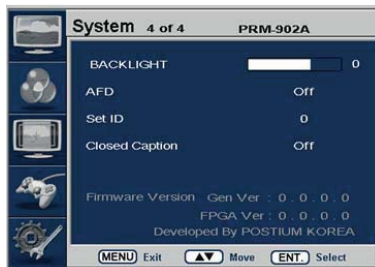 System 4 of 4 PRM-902A
BACKLIGHT 0
AFD Off
Set ID 0
Closed Caption Off
Firmware Version Gen Ver : 0 . 0 . 0 . 0
FPGA Ver : 0 . 0 . 0 . 0
Developed By POSTIUM KOREA
MENU Exit ▲▼ Move ENT. Select